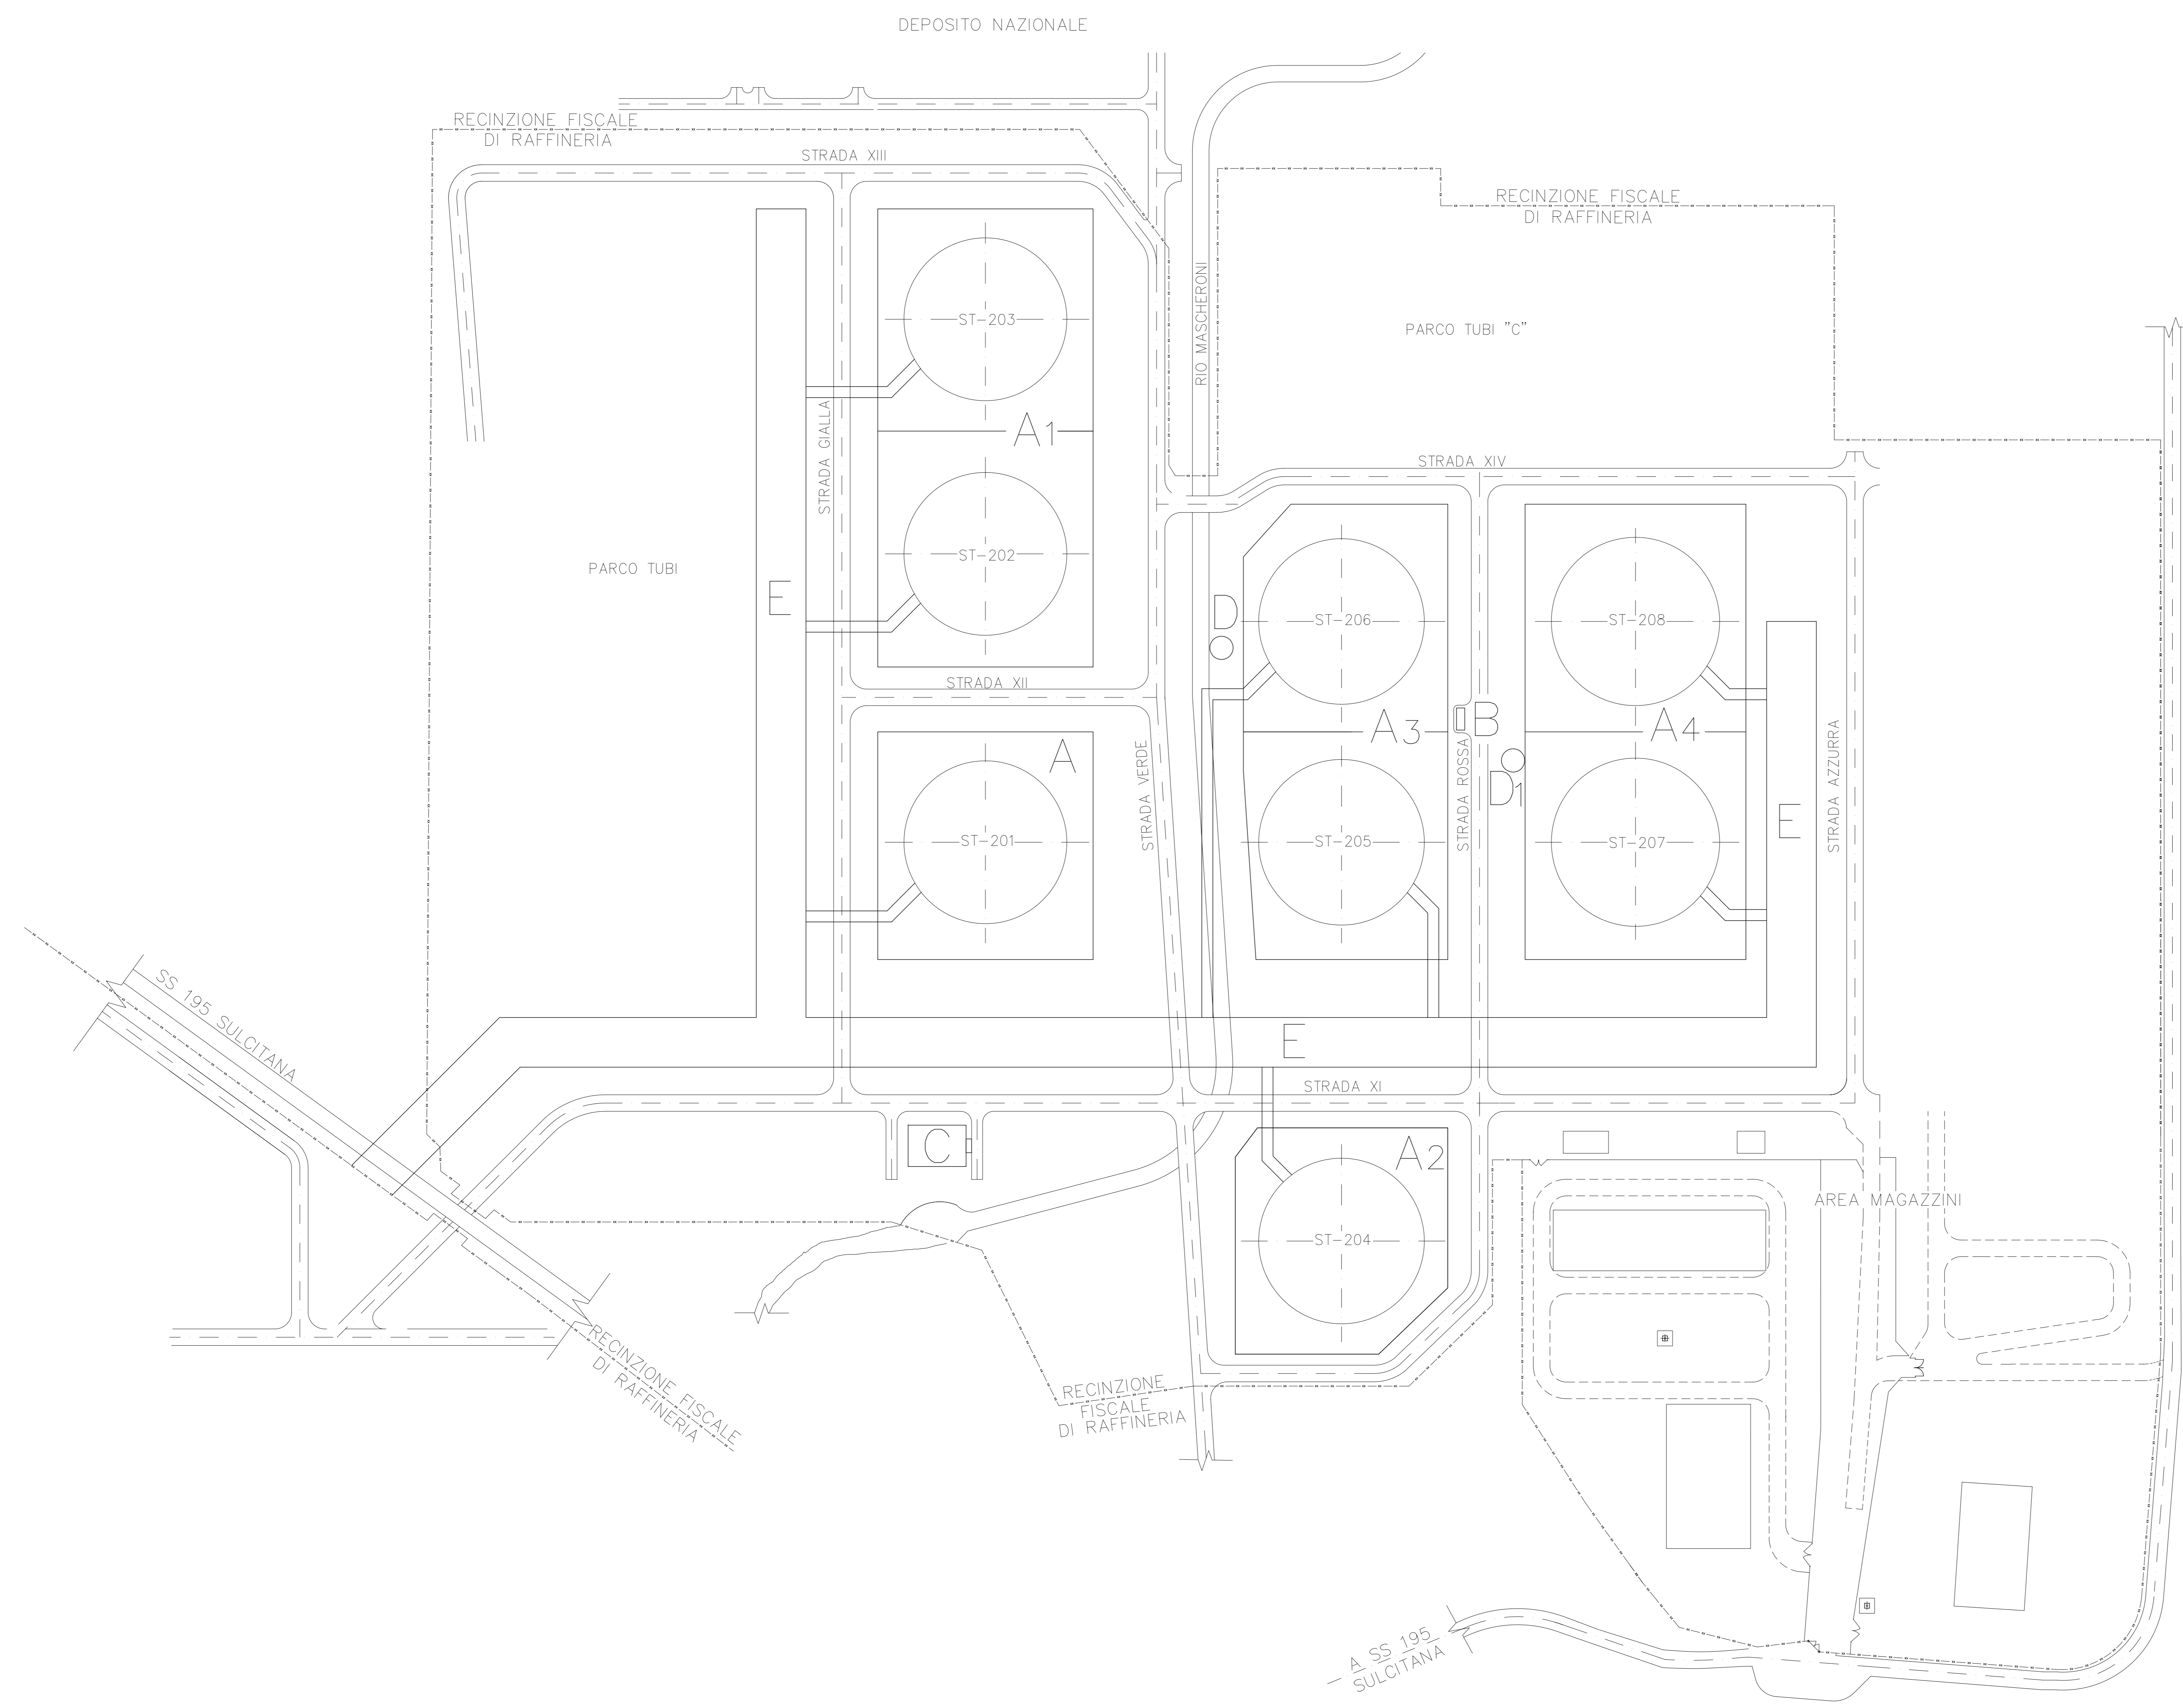 DEPOSITO NAZIONALE
RECINZIONE FISCALE
DI RAFFINERIA
STRADA XIII
RECINZIONE FISCALE
DI RAFFINERIA
RIO MASCHERONI
ST-203
PARCO TUBI "C"
STRADA GIALLA
A1
STRADA XIV
ST-202
PARCO TUBI
E
D
ST-206
ST-208
STRADA XII
A3
B
A4
A
STRADA VERDE
STRADA ROSSA
D1
STRADA AZZURRA
E
ST-201
ST-205
ST-207
SS 195 SULCITANA
E
STRADA XI
C
A2
AREA MAGAZZINI
ST-204
RECINZIONE FISCALE
DI RAFFINERIA
RECINZIONE
FISCALE
DI RAFFINERIA
A SS 195
SULCITANA